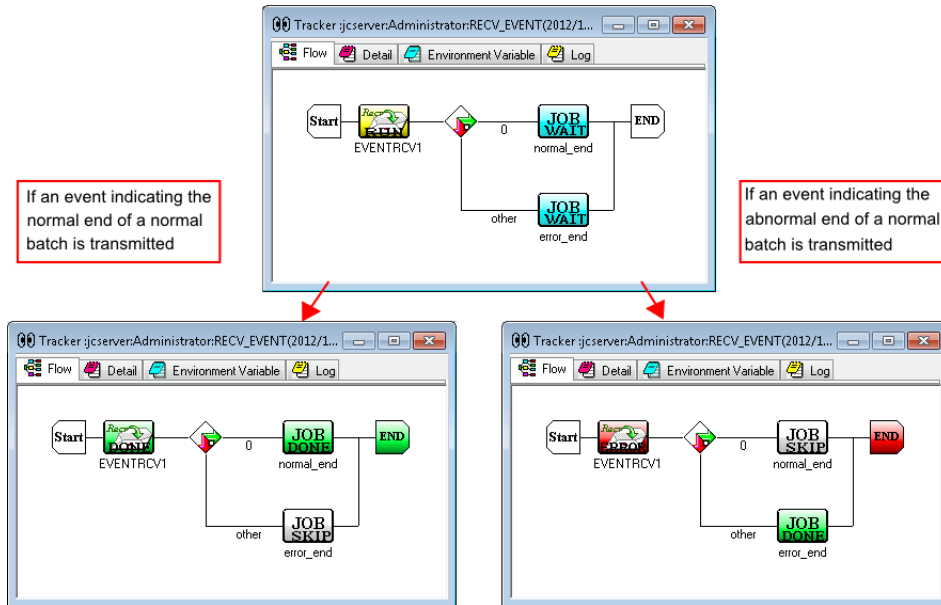 Tracker :jcserver:Administrator:RECV_EVENT(2012/1...
Flow Detail Environment Variable Log
Start
Recv
RUN
EVENTRCV1
0
JOB
WAIT
normal_end
END
other
JOB
WAIT
error_end
If an event indicating the
normal end of a normal
batch is transmitted
If an event indicating the
abnormal end of a normal
batch is transmitted
Tracker :jcserver:Administrator:RECV_EVENT(2012/1...
Flow Detail Environment Variable Log
Start
Recv
DONE
EVENTRCV1
0
JOB
DONE
normal_end
END
other
JOB
SKIP
error_end
Tracker :jcserver:Administrator:RECV_EVENT(2012/1...
Flow Detail Environment Variable Log
Start
Recv
ERROR
EVENTRCV1
0
JOB
SKIP
normal_end
END
other
JOB
DONE
error_end